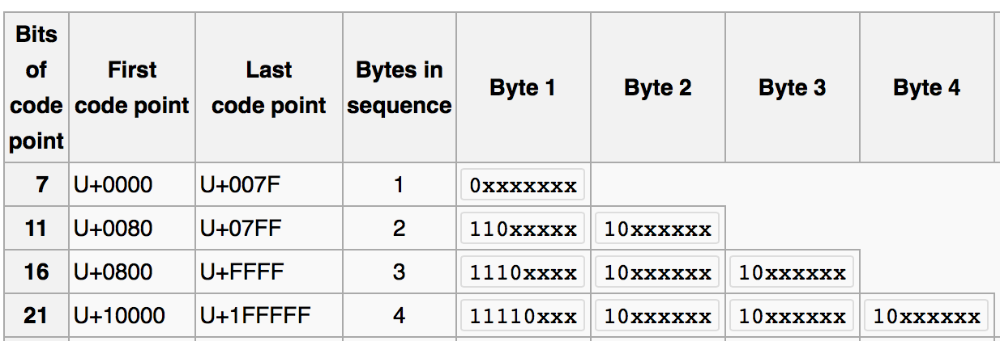 Bits of code point First code point Last code point Bytes in sequence Byte 1 Byte 2 Byte 3 Byte 4
7 U+0000 U+007F 1 0xxxxxxx
11 U+0080 U+07FF 2 110xxxxx 10xxxxxx
16 U+0800 U+FFFF 3 1110xxxx 10xxxxxx 10xxxxxx
21 U+10000 U+1FFFFF 4 11110xxx 10xxxxxx 10xxxxxx 10xxxxxx